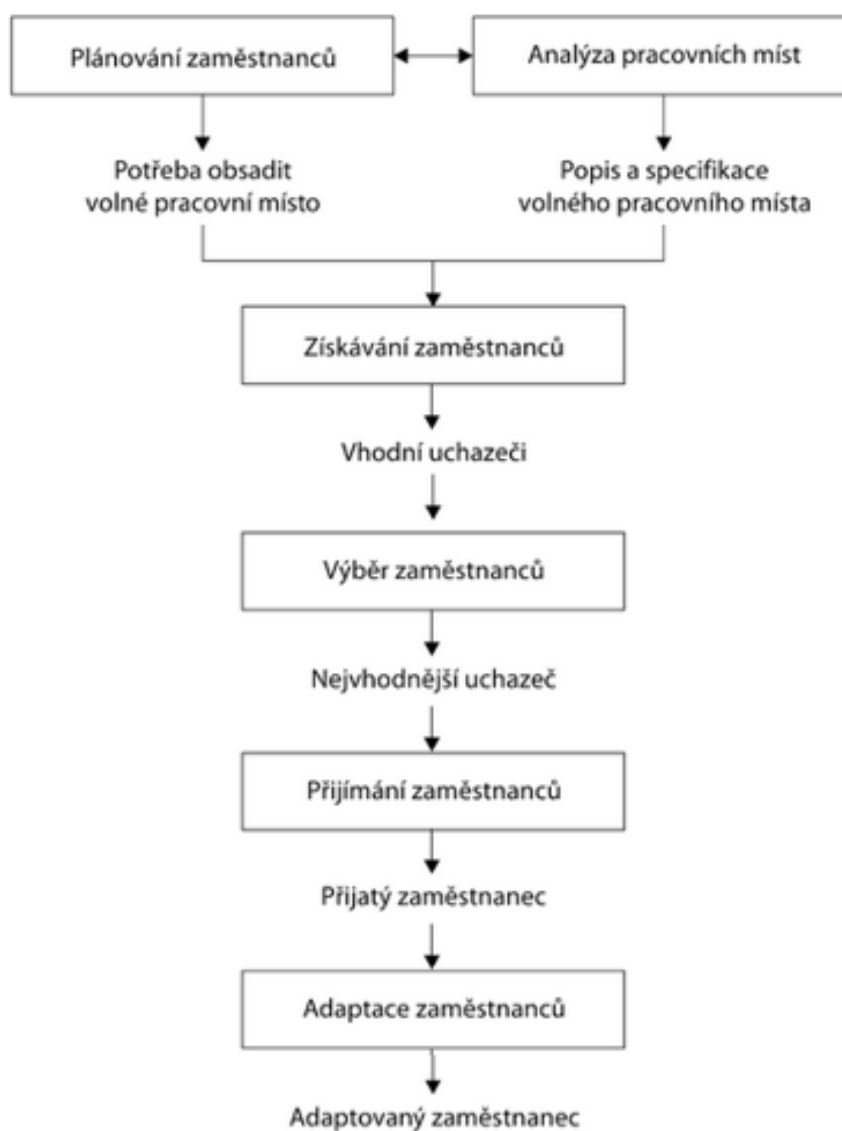 Plánování zaměstnanců
Analýza pracovních míst
Potřeba obsadit
volné pracovní místo
Popis a specifikace
volného pracovního místa
Získávání zaměstnanců
Vhodní uchazeči
Výběr zaměstnanců
Nejvhodnější uchazeč
Přijímání zaměstnanců
Přijatý zaměstnanec
Adaptace zaměstnanců
Adaptovaný zaměstnanec